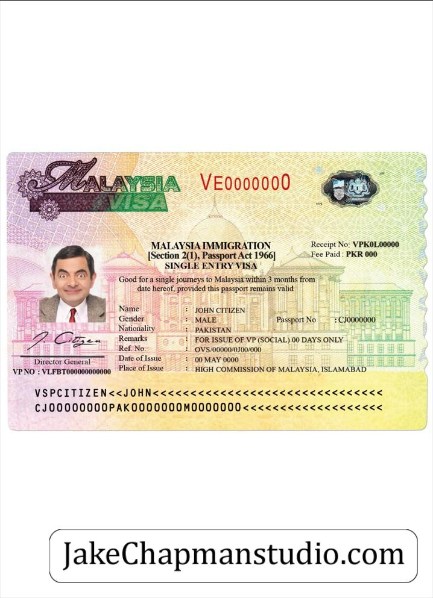 MALAYSIA
VISA
VE0000000
MALAYSIA IMMIGRATION
[Section 2(1), Passport Act 1966]
SINGLE ENTRY VISA
Receipt No: VPK0L00000
Fee Paid : PKR 000
Good for a single journeys to Malaysia within 3 months from
date hereof, provided this passport remains valid
Name : JOHN CITIZEN
Gender : MALE Passport No : CJ0000000
Nationality : PAKISTAN
Remarks : FOR ISSUE OF VP (SOCIAL) 00 DAYS ONLY
Ref. No : OVS/00000/0J00/000
Date of Issue : 00 MAY 0000
Place of Issue : HIGH COMMISSION OF MALAYSIA, ISLAMABAD
J. Citzen
Director General
VP NO : VLFBT000000000000
VSPCITIZEN<<JOHN<<<<<<<<<<<<<<<<<<<<<<<<<<<<
CJ00000000PAK0000000M0000000<<<<<<<<<<<<<<<<
JakeChapmanstudio.com